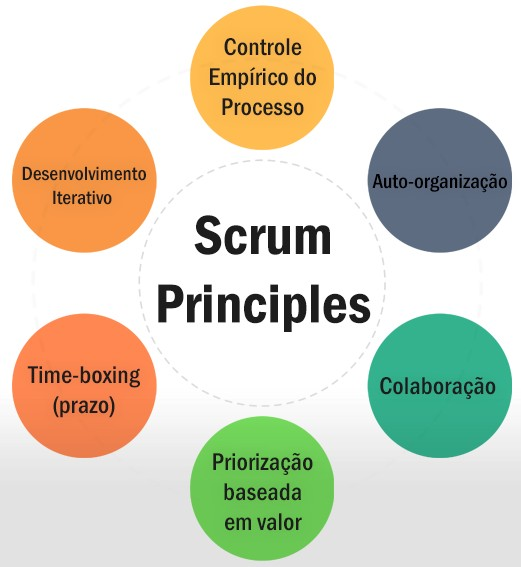 Controle
Empírico do
Processo
Desenvolvimento
Iterativo
Auto-organização
Scrum
Principles
Time-boxing
(prazo)
Colaboração
Priorização
baseada
em valor